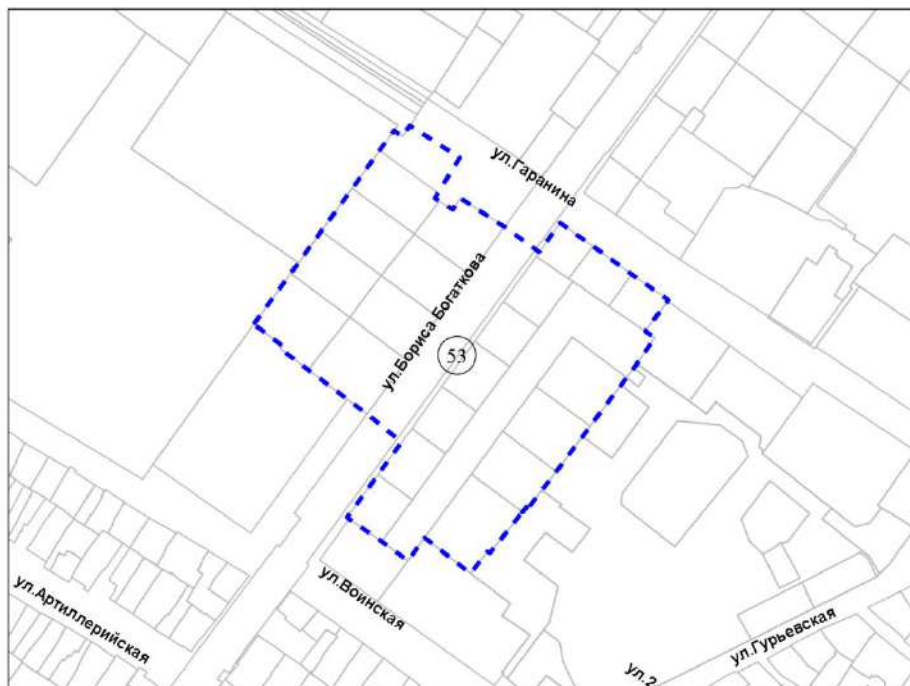 ул.Гаранина
ул.Бориса Богаткова
53
ул.Воинская
ул.Артиллерийская
ул.Гурьевская
ул.2